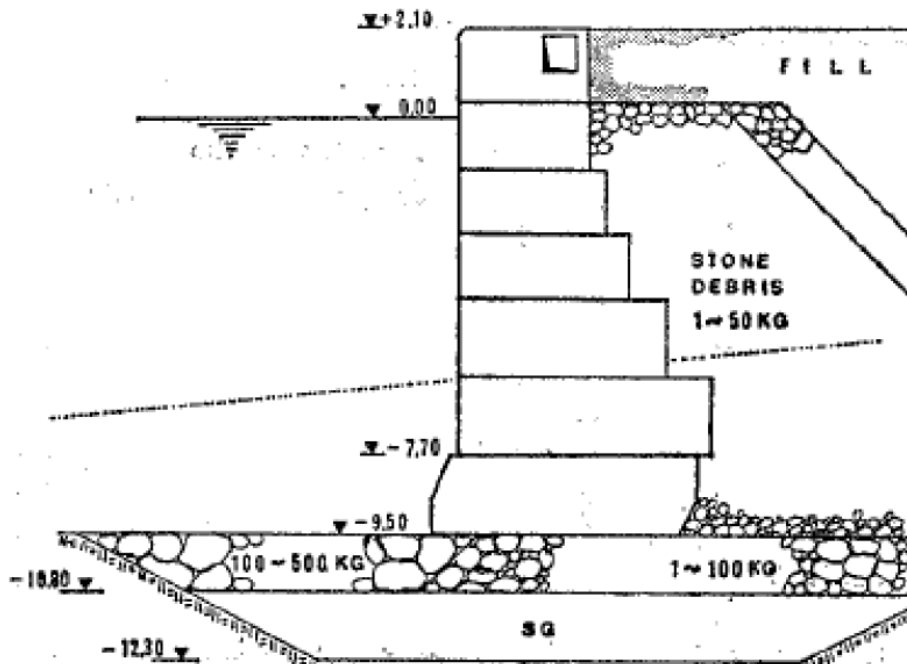 +2,10
FILL
0,00
STONE
DEBRIS
1~50 KG
-7,70
-9,50
100~500 KG
1~100 KG
-10,80
SG
-12,30